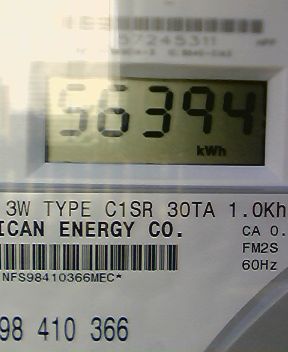 57245311
56394
kWh
3W TYPE C1SR 30TA 1.0Kh
ICAN ENERGY CO.
CA 0.
FM2S
60Hz
NFS98410366MEC*
98 410 366